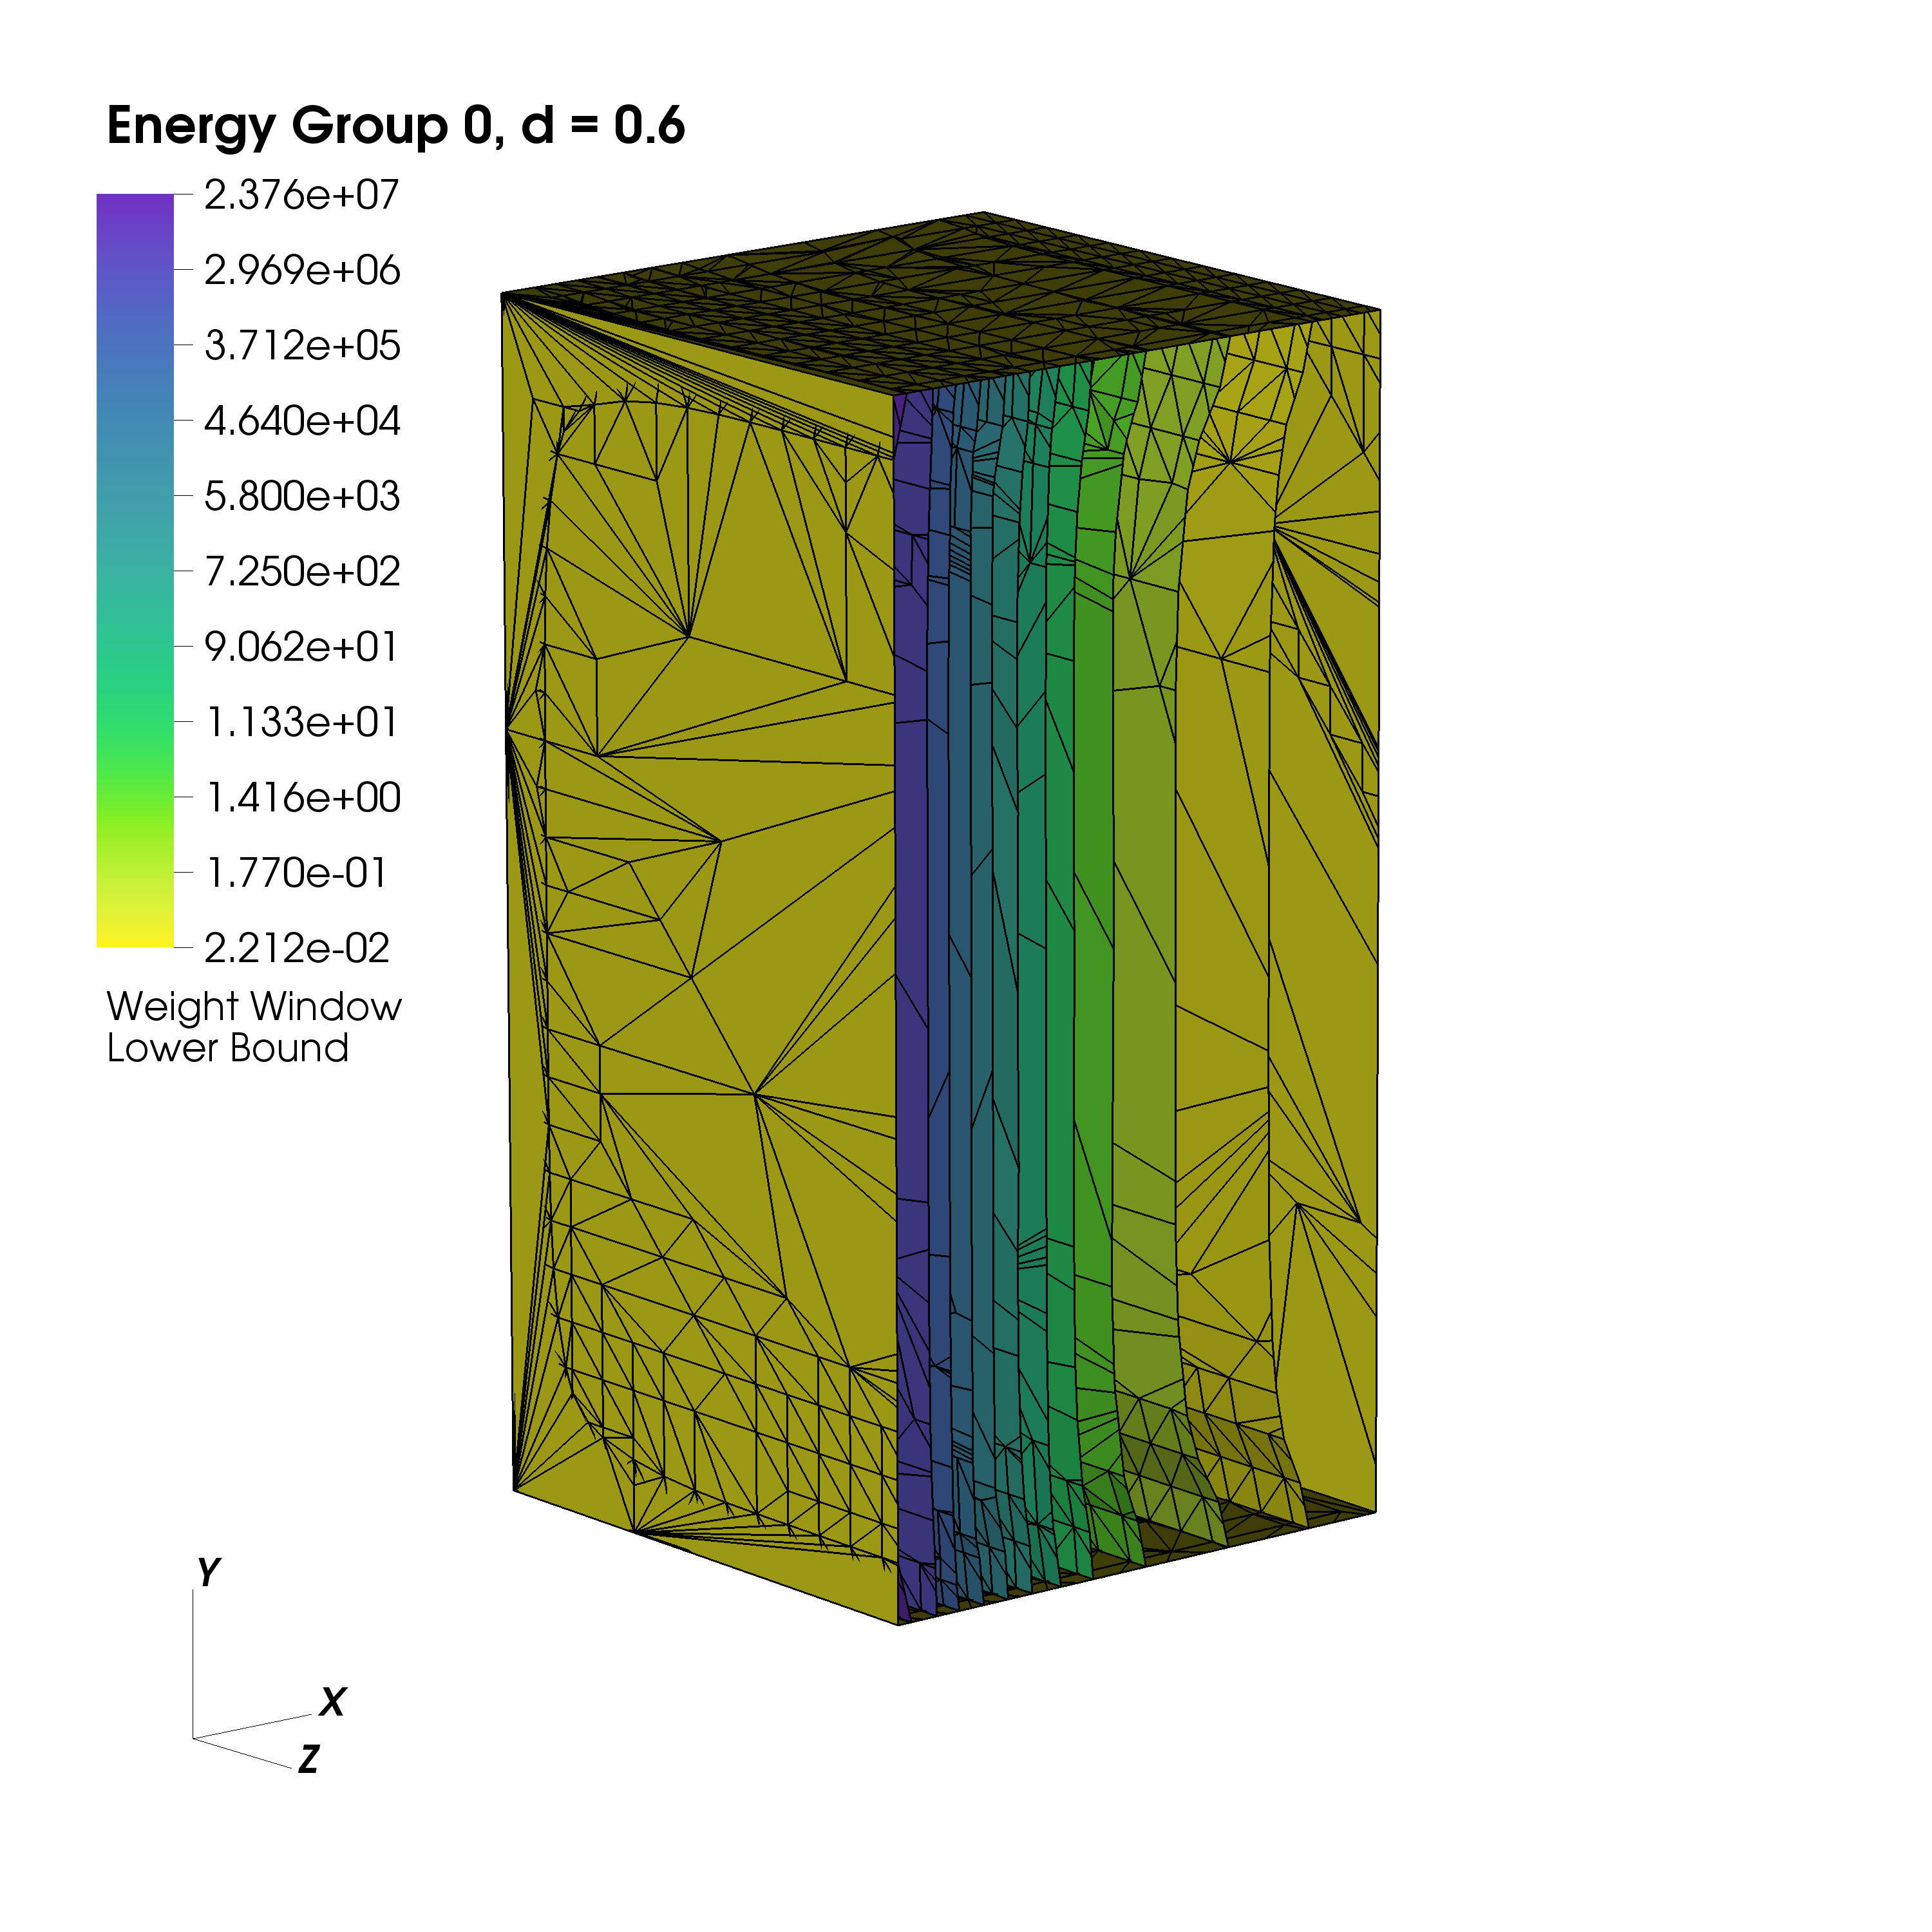 Energy Group 0, d = 0.6
2.376e+07
2.969e+06
3.712e+05
4.640e+04
5.800e+03
7.250e+02
9.062e+01
1.133e+01
1.416e+00
1.770e-01
2.212e-02
Weight Window
Lower Bound
Y
X
Z